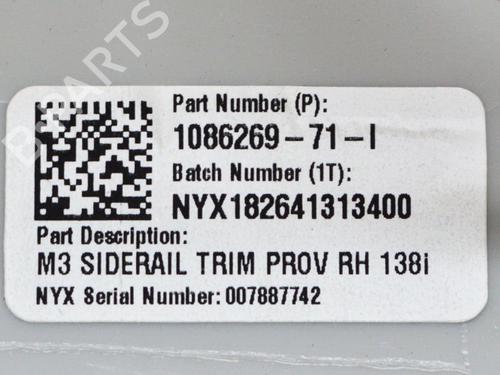 B-PARTS
Part Number (P):
1086269-71-I
Batch Number (1T):
NYX182641313400
Part Description:
M3 SIDERAIL TRIM PROV RH 138i
NYX Serial Number: 007887742